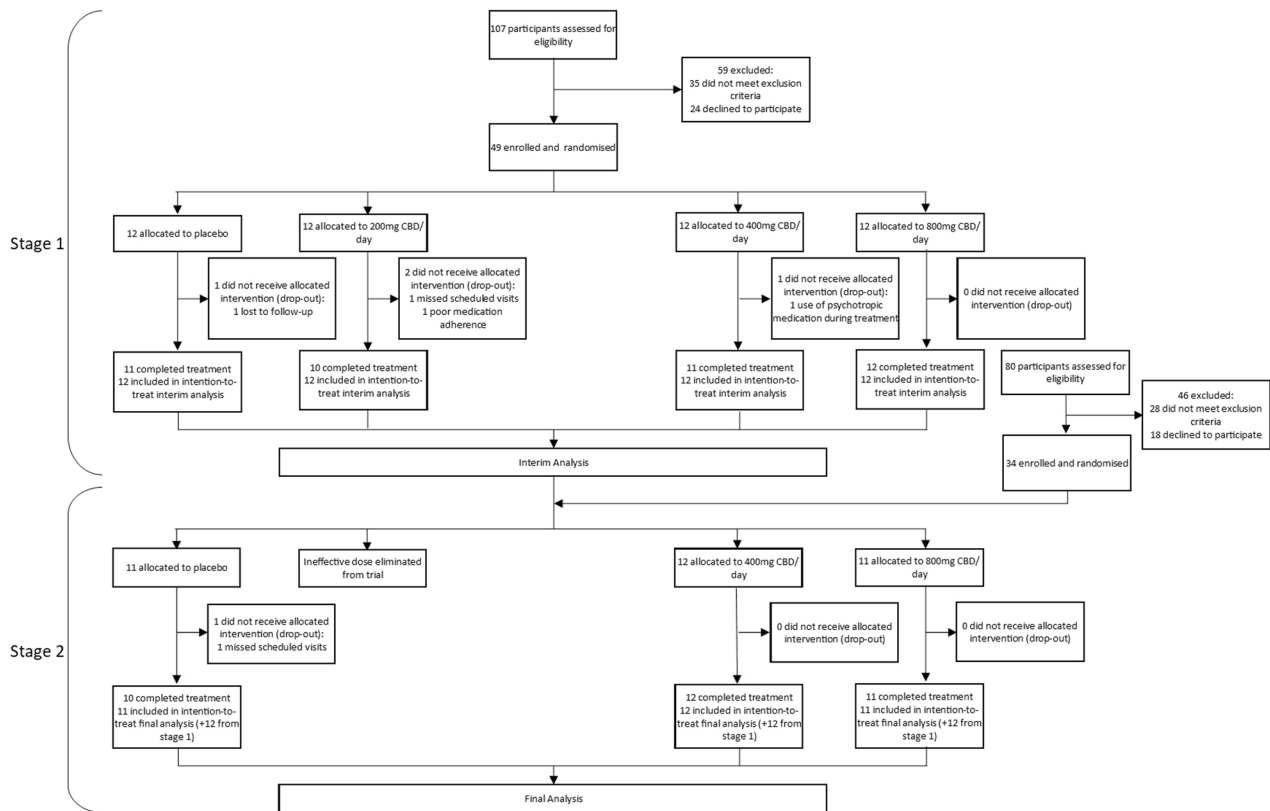 107 participants assessed for
eligibility
59 excluded:
35 did not meet exclusion
criteria
24 declined to participate
49 enrolled and randomised
Stage 1
12 allocated to placebo
12 allocated to 200mg CBD/
day
12 allocated to 400mg CBD/
day
12 allocated to 800mg CBD/
day
1 did not receive allocated
intervention (drop-out):
1 lost to follow-up
2 did not receive allocated
intervention (drop-out):
1 missed scheduled visits
1 poor medication
adherence
1 did not receive allocated
intervention (drop-out):
1 use of psychotropic
medication during treatment
0 did not receive allocated
intervention (drop-out)
11 completed treatment
12 included in intention-to-
treat interim analysis
10 completed treatment
12 included in intention-to-
treat interim analysis
11 completed treatment
12 included in intention-to-
treat interim analysis
12 completed treatment
12 included in intention-to-
treat interim analysis
80 participants assessed for
eligibility
46 excluded:
28 did not meet exclusion
criteria
18 declined to participate
34 enrolled and randomised
Interim Analysis
Stage 2
11 allocated to placebo
Ineffective dose eliminated
from trial
12 allocated to 400mg CBD/
day
11 allocated to 800mg CBD/
day
1 did not receive allocated
intervention (drop-out):
1 missed scheduled visits
0 did not receive allocated
intervention (drop-out)
0 did not receive allocated
intervention (drop-out)
10 completed treatment
11 included in intention-to-
treat final analysis (+12 from
stage 1)
12 completed treatment
12 included in intention-to-
treat final analysis (+12 from
stage 1)
11 completed treatment
11 included in intention-to-
treat final analysis (+12 from
stage 1)
Final Analysis